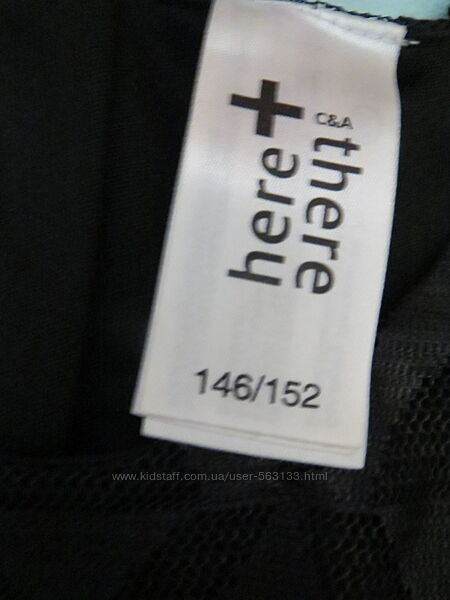 here +
there
C&A
146/152
www.kidstaff.com.ua/user-563133.html